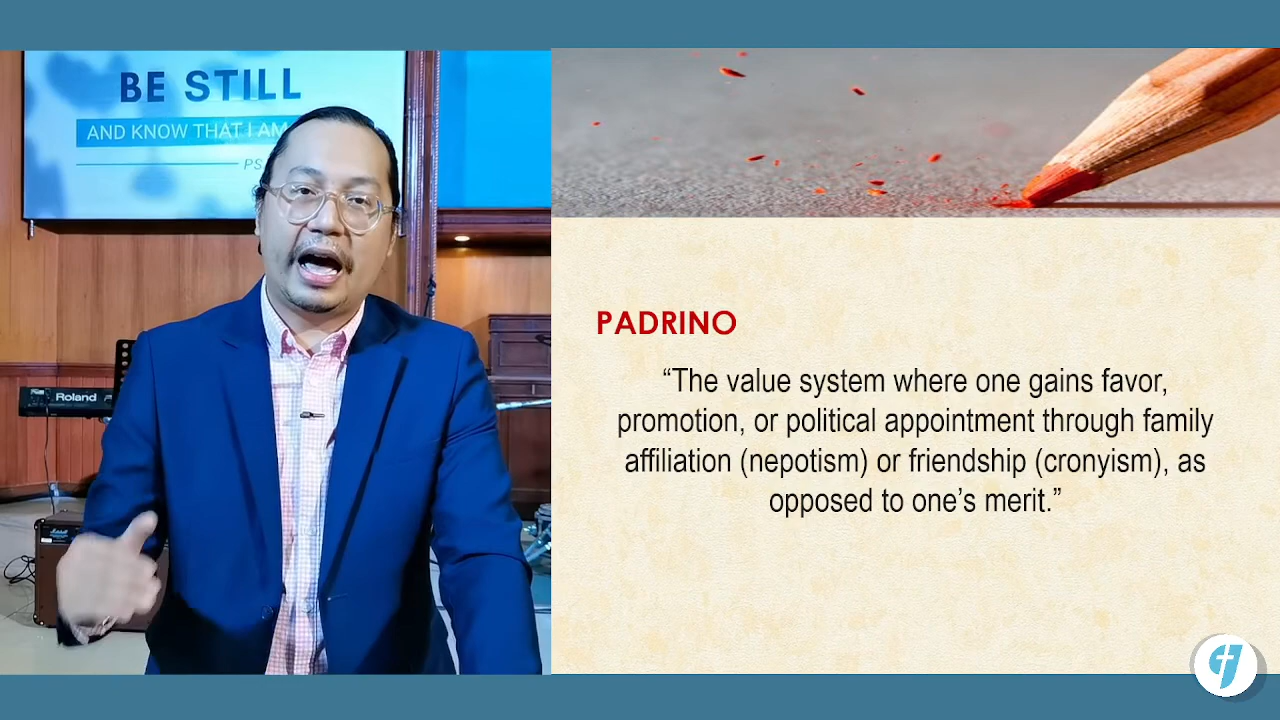 BE STILL
AND KNOW THAT I AM
PS
Roland
PADRINO
“The value system where one gains favor,
promotion, or political appointment through family
affiliation (nepotism) or friendship (cronyism), as
opposed to one’s merit.”